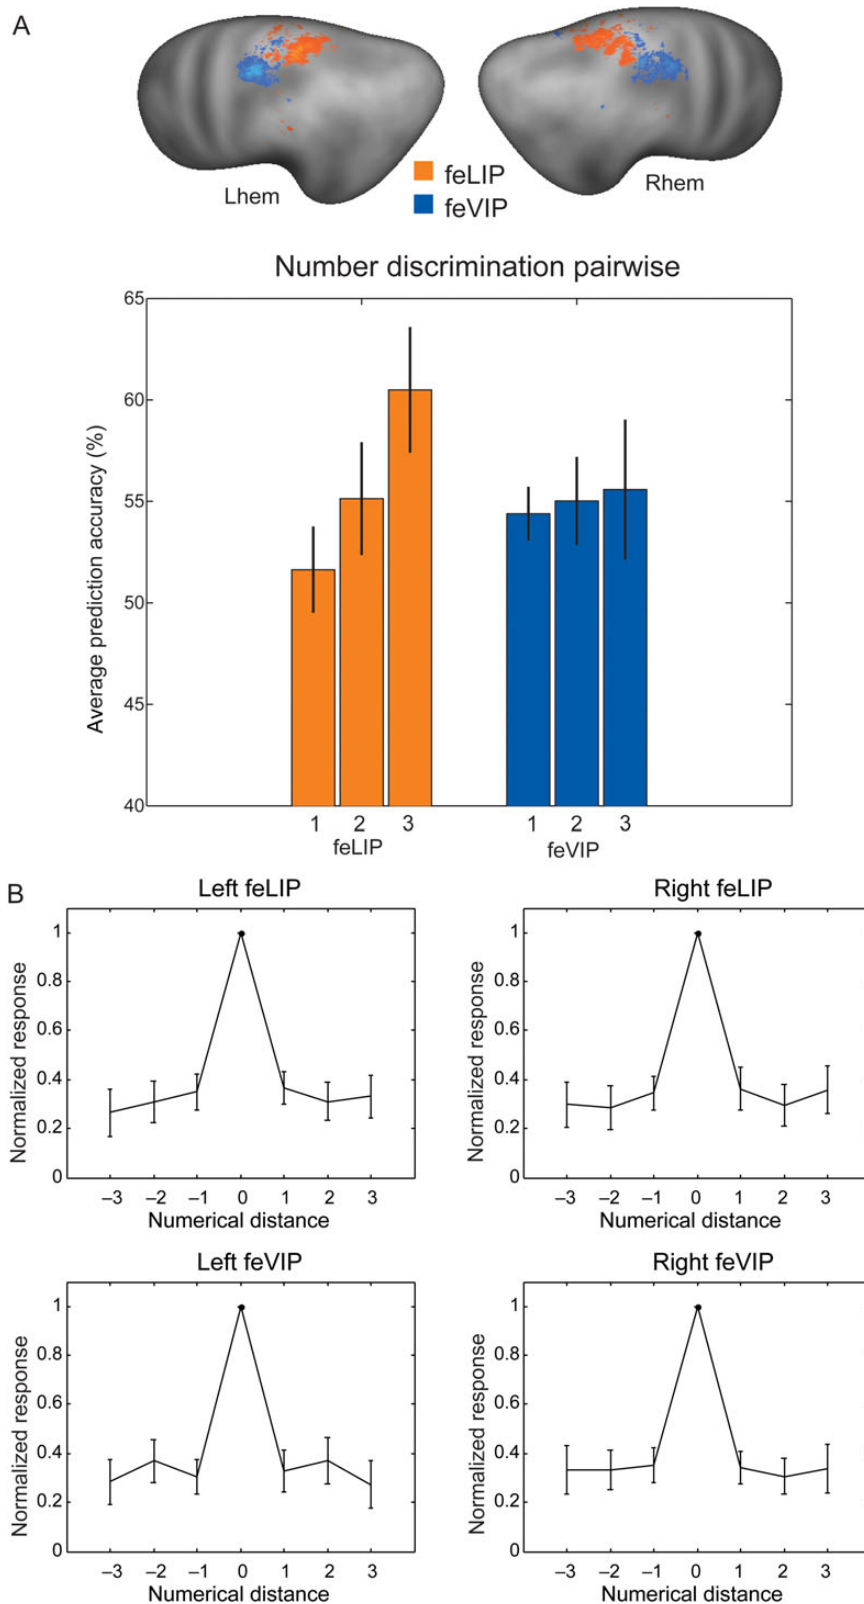 A
Lhem
Rhem
feLIP
feVIP
Number discrimination pairwise
Average prediction accuracy (%)
65
60
55
50
45
40
1 2 3 1 2 3
feLIP feVIP
B
Left feLIP Right feLIP
Normalized response
1
0.8
0.6
0.4
0.2
0
–3 –2 –1 0 1 2 3
Numerical distance
Normalized response
1
0.8
0.6
0.4
0.2
0
–3 –2 –1 0 1 2 3
Numerical distance
Left feVIP Right feVIP
Normalized response
1
0.8
0.6
0.4
0.2
0
–3 –2 –1 0 1 2 3
Numerical distance
Normalized response
1
0.8
0.6
0.4
0.2
0
–3 –2 –1 0 1 2 3
Numerical distance